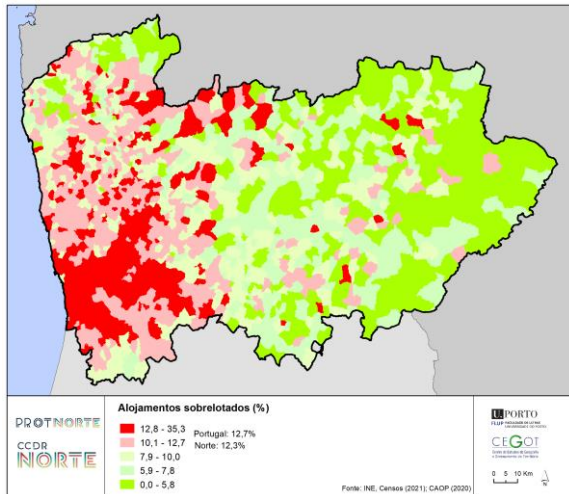 PROTNORTE
CCDR
NORTE
Alojamentos sobrelotados (%)
12,8 - 35,3
10,1 - 12,7
7,9 - 10,0
5,9 - 7,8
0,0 - 5,8
Portugal: 12,7%
Norte: 12,3%
U.PORTO
CEGOT
0 5 10 Km
N
Fonte: INE, Censos (2021); CAOP (2020)